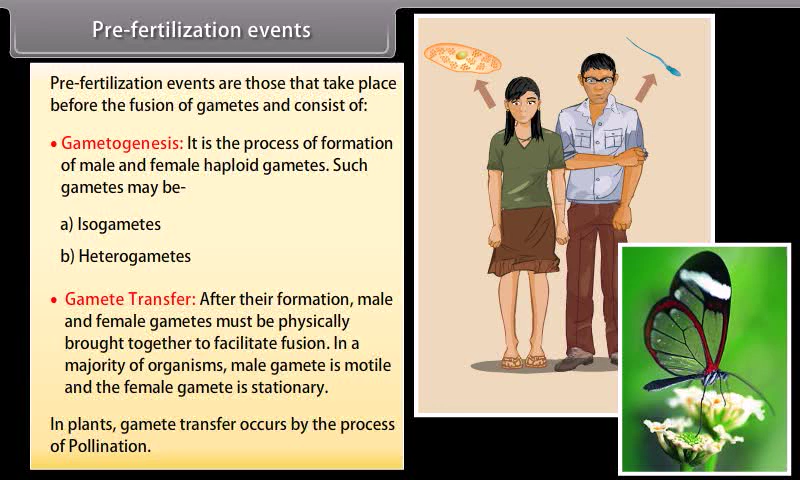 Pre-fertilization events
Pre-fertilization events are those that take place
before the fusion of gametes and consist of:
• Gametogenesis: It is the process of formation
of male and female haploid gametes. Such
gametes may be-
a) Isogametes
b) Heterogametes
• Gamete Transfer: After their formation, male
and female gametes must be physically
brought together to facilitate fusion. In a
majority of organisms, male gamete is motile
and the female gamete is stationary.
In plants, gamete transfer occurs by the process
of Pollination.